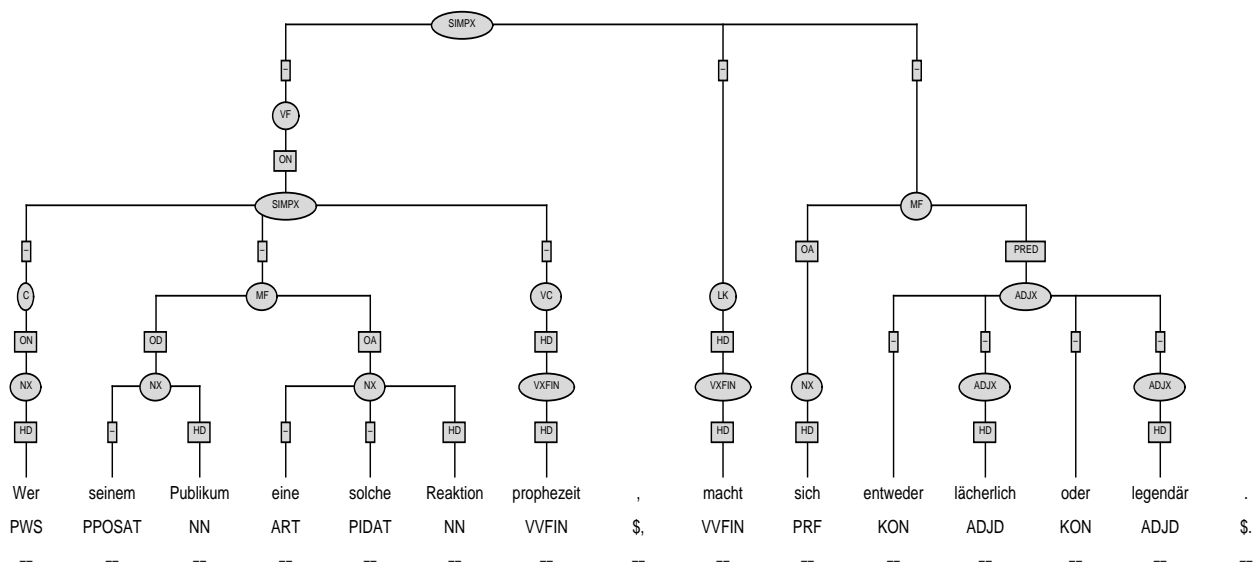 SIMPX
– – –
VF
ON
SIMPX MF
– – – OA PRED
C MF VC LK ADJX
ON OD OA HD HD – – – –
NX NX NX VXFIN VXFIN NX ADJX ADJX
HD – HD – – HD HD HD HD HD HD
Wer seinem Publikum eine solche Reaktion prophezeit , macht sich entweder lächerlich oder legendär .
PWS PPOSAT NN ART PIDAT NN VVFIN $, VVFIN PRF KON ADJD KON ADJD $.
-- -- -- -- -- -- -- -- -- -- -- -- -- -- --